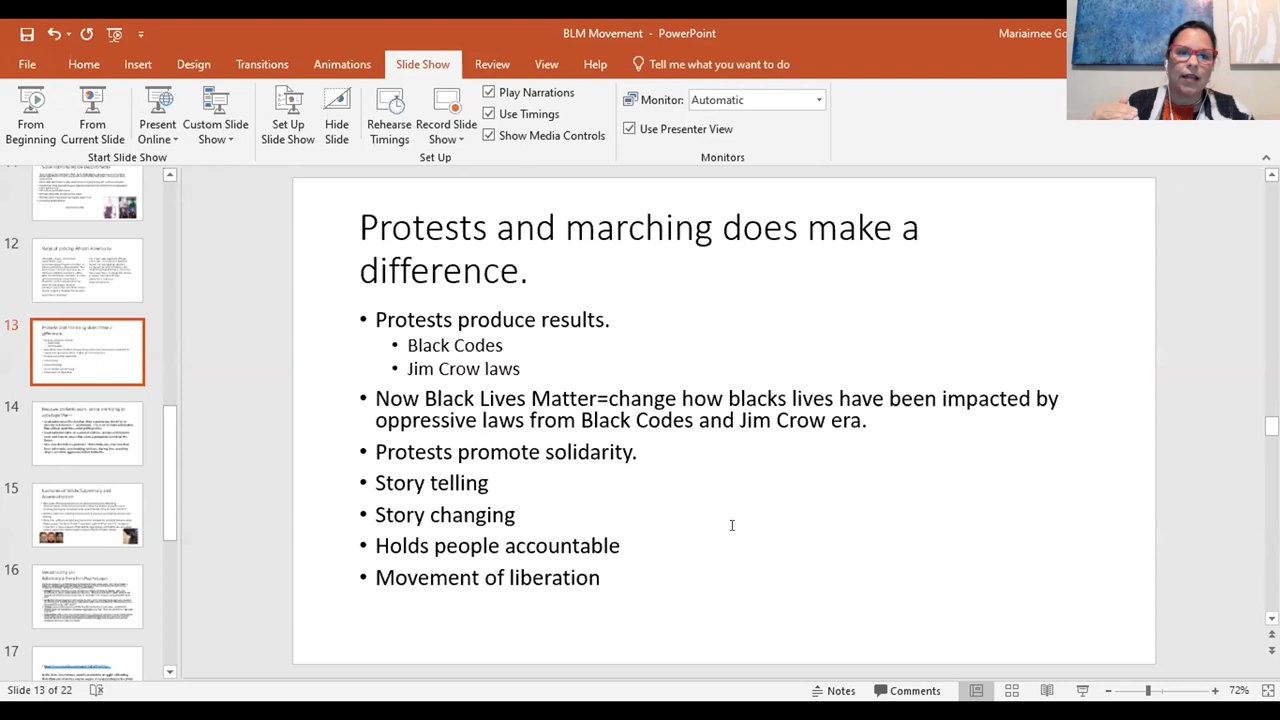 BLM Movement - PowerPoint
Mariaimee Go
File Home Insert Design Transitions Animations Slide Show Review View Help Tell me what you want to do
From Beginning
From Current Slide
Present Online
Custom Slide Show
Set Up Slide Show
Hide Slide
Rehearse Timings
Record Slide Show
Play Narrations
Use Timings
Show Media Controls
Monitor: Automatic
Use Presenter View
Start Slide Show
Set Up
Monitors
12
13
14
15
16
17
Protests and marching does make a
difference.
• Protests produce results.
• Black Codes
• Jim Crow laws
• Now Black Lives Matter=change how blacks lives have been impacted by
oppressive laws from Black Codes and Jim Crow era.
• Protests promote solidarity.
• Story telling
• Story changing
• Holds people accountable
• Movement of liberation
Slide 13 of 22
Notes
Comments
72%